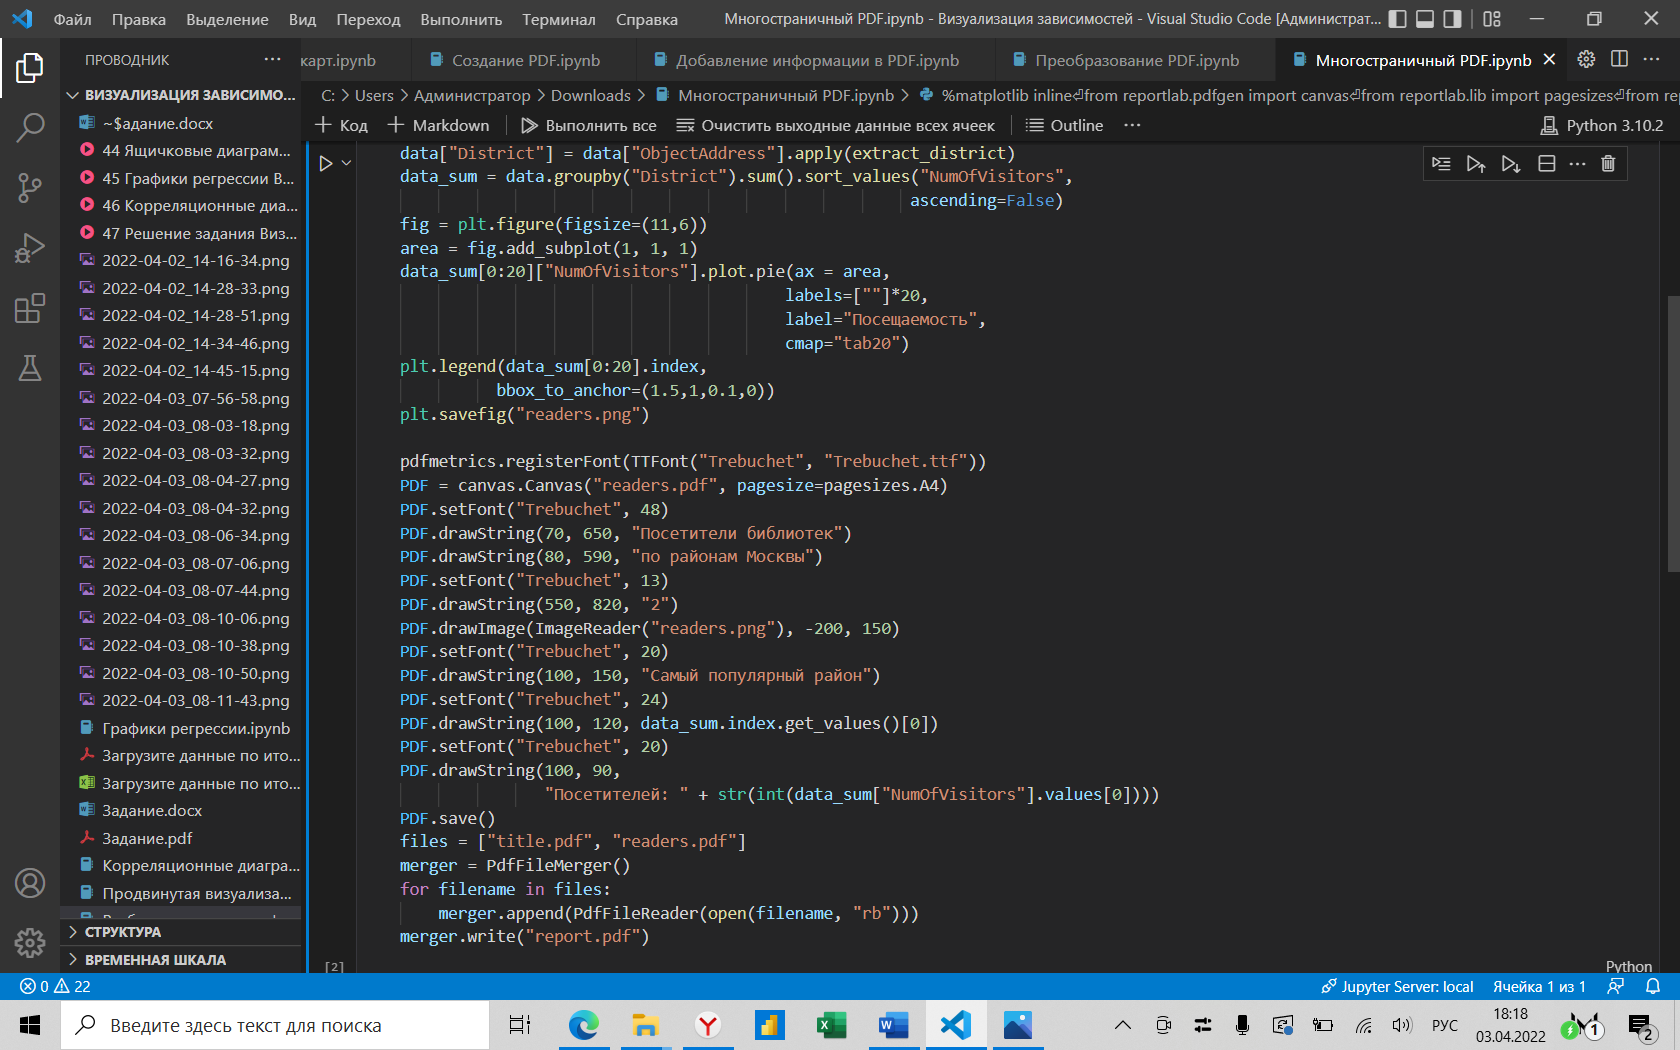 Файл Правка Выделение Вид Переход Выполнить Терминал Справка Многостраничный PDF.ipynb - Визуализация зависимостей - Visual Studio Code [Администрат...
ПРОВОДНИК ...
карт.ipynb Создание PDF.ipynb Добавление информации в PDF.ipynb Преобразование PDF.ipynb Многостраничный PDF.ipynb
C: > Users > Администратор > Downloads > Многостраничный PDF.ipynb > %matplotlib inline⏎from reportlab.pdfgen import canvas⏎from reportlab.lib import pagesizes⏎from rep
+ Код + Markdown Выполнить все Очистить выходные данные всех ячеек Outline ... Python 3.10.2
ВИЗУАЛИЗАЦИЯ ЗАВИСИМО...
~$адание.docx
44 Ящичковые диаграм...
45 Графики регрессии В...
46 Корреляционные диа...
47 Решение задания Виз...
2022-04-02_14-16-34.png
2022-04-02_14-28-33.png
2022-04-02_14-28-51.png
2022-04-02_14-34-46.png
2022-04-02_14-45-15.png
2022-04-03_07-56-58.png
2022-04-03_08-03-18.png
2022-04-03_08-03-32.png
2022-04-03_08-04-27.png
2022-04-03_08-04-32.png
2022-04-03_08-06-34.png
2022-04-03_08-07-06.png
2022-04-03_08-07-44.png
2022-04-03_08-10-06.png
2022-04-03_08-10-38.png
2022-04-03_08-10-50.png
2022-04-03_08-11-43.png
Графики регрессии.ipynb
Загрузите данные по ито...
Загрузите данные по ито...
Задание.docx
Задание.pdf
Корреляционные диагра...
Продвинутая визуализа...
СТРУКТУРА
ВРЕМЕННАЯ ШКАЛА
data["District"] = data["ObjectAddress"].apply(extract_district)
data_sum = data.groupby("District").sum().sort_values("NumOfVisitors",
ascending=False)
fig = plt.figure(figsize=(11,6))
area = fig.add_subplot(1, 1, 1)
data_sum[0:20]["NumOfVisitors"].plot.pie(ax = area,
labels=[""]*20,
label="Посещаемость",
cmap="tab20")
plt.legend(data_sum[0:20].index,
bbox_to_anchor=(1.5,1,0.1,0))
plt.savefig("readers.png")
pdfmetrics.registerFont(TTFont("Trebuchet", "Trebuchet.ttf"))
PDF = canvas.Canvas("readers.pdf", pagesize=pagesizes.A4)
PDF.setFont("Trebuchet", 48)
PDF.drawString(70, 650, "Посетители библиотек")
PDF.drawString(80, 590, "по районам Москвы")
PDF.setFont("Trebuchet", 13)
PDF.drawString(550, 820, "2")
PDF.drawImage(ImageReader("readers.png"), -200, 150)
PDF.setFont("Trebuchet", 20)
PDF.drawString(100, 150, "Самый популярный район")
PDF.setFont("Trebuchet", 24)
PDF.drawString(100, 120, data_sum.index.get_values()[0])
PDF.setFont("Trebuchet", 20)
PDF.drawString(100, 90,
"Посетителей: " + str(int(data_sum["NumOfVisitors"].values[0])))
PDF.save()
files = ["title.pdf", "readers.pdf"]
merger = PdfFileMerger()
for filename in files:
merger.append(PdfFileReader(open(filename, "rb")))
merger.write("report.pdf")
[2] Python
0 22 Jupyter Server: local Ячейка 1 из 1
Введите здесь текст для поиска РУС 18:18
03.04.2022 1 2